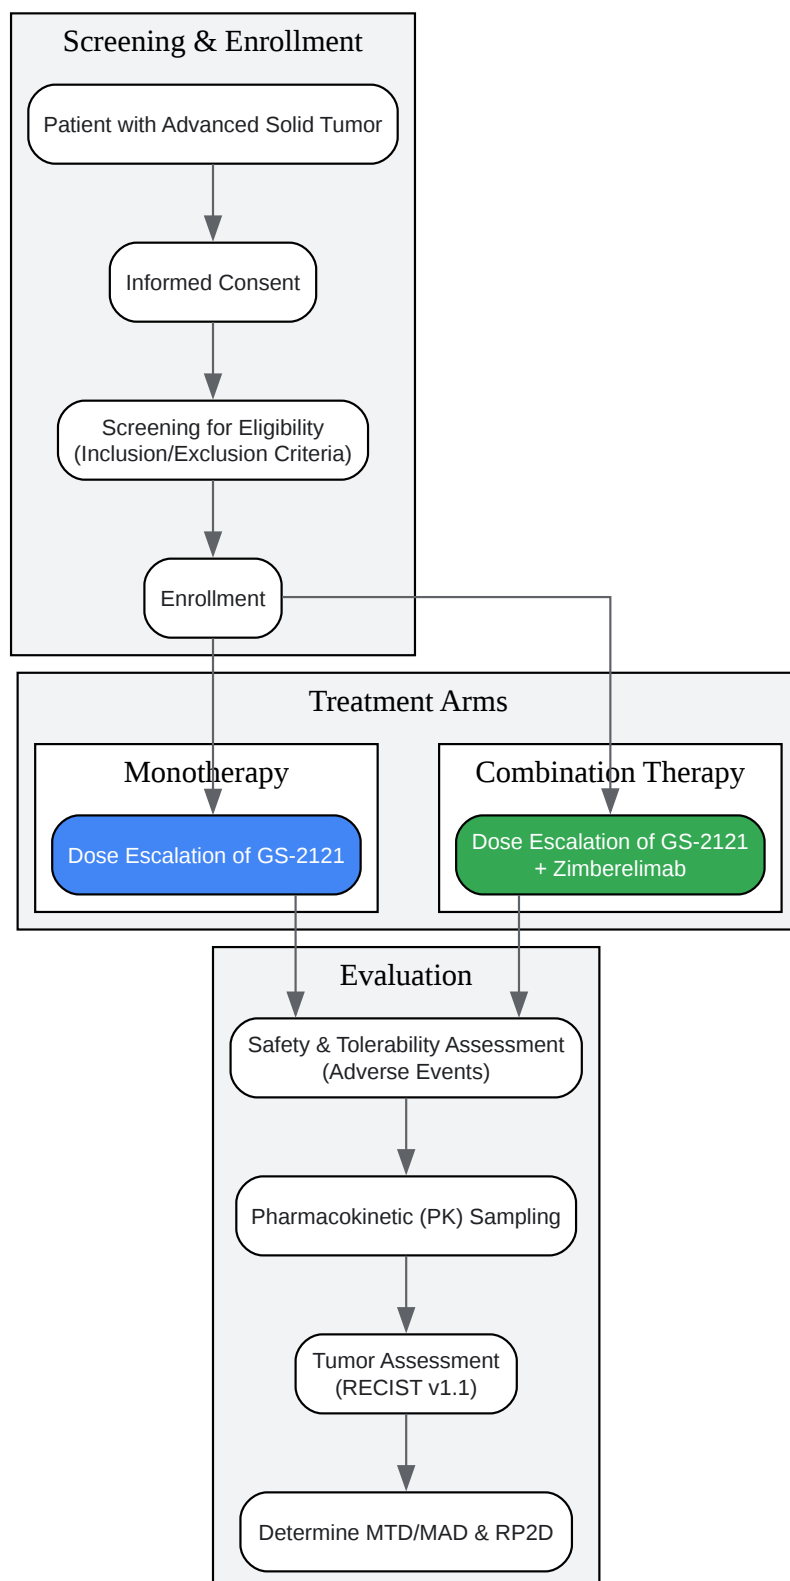 Screening & Enrollment
Patient with Advanced Solid Tumor
Informed Consent
Screening for Eligibility
(Inclusion/Exclusion Criteria)
Enrollment
Treatment Arms
Monotherapy
Combination Therapy
Dose Escalation of GS-2121
Dose Escalation of GS-2121
+ Zimberelimab
Evaluation
Safety & Tolerability Assessment
(Adverse Events)
Pharmacokinetic (PK) Sampling
Tumor Assessment
(RECIST v1.1)
Determine MTD/MAD & RP2D